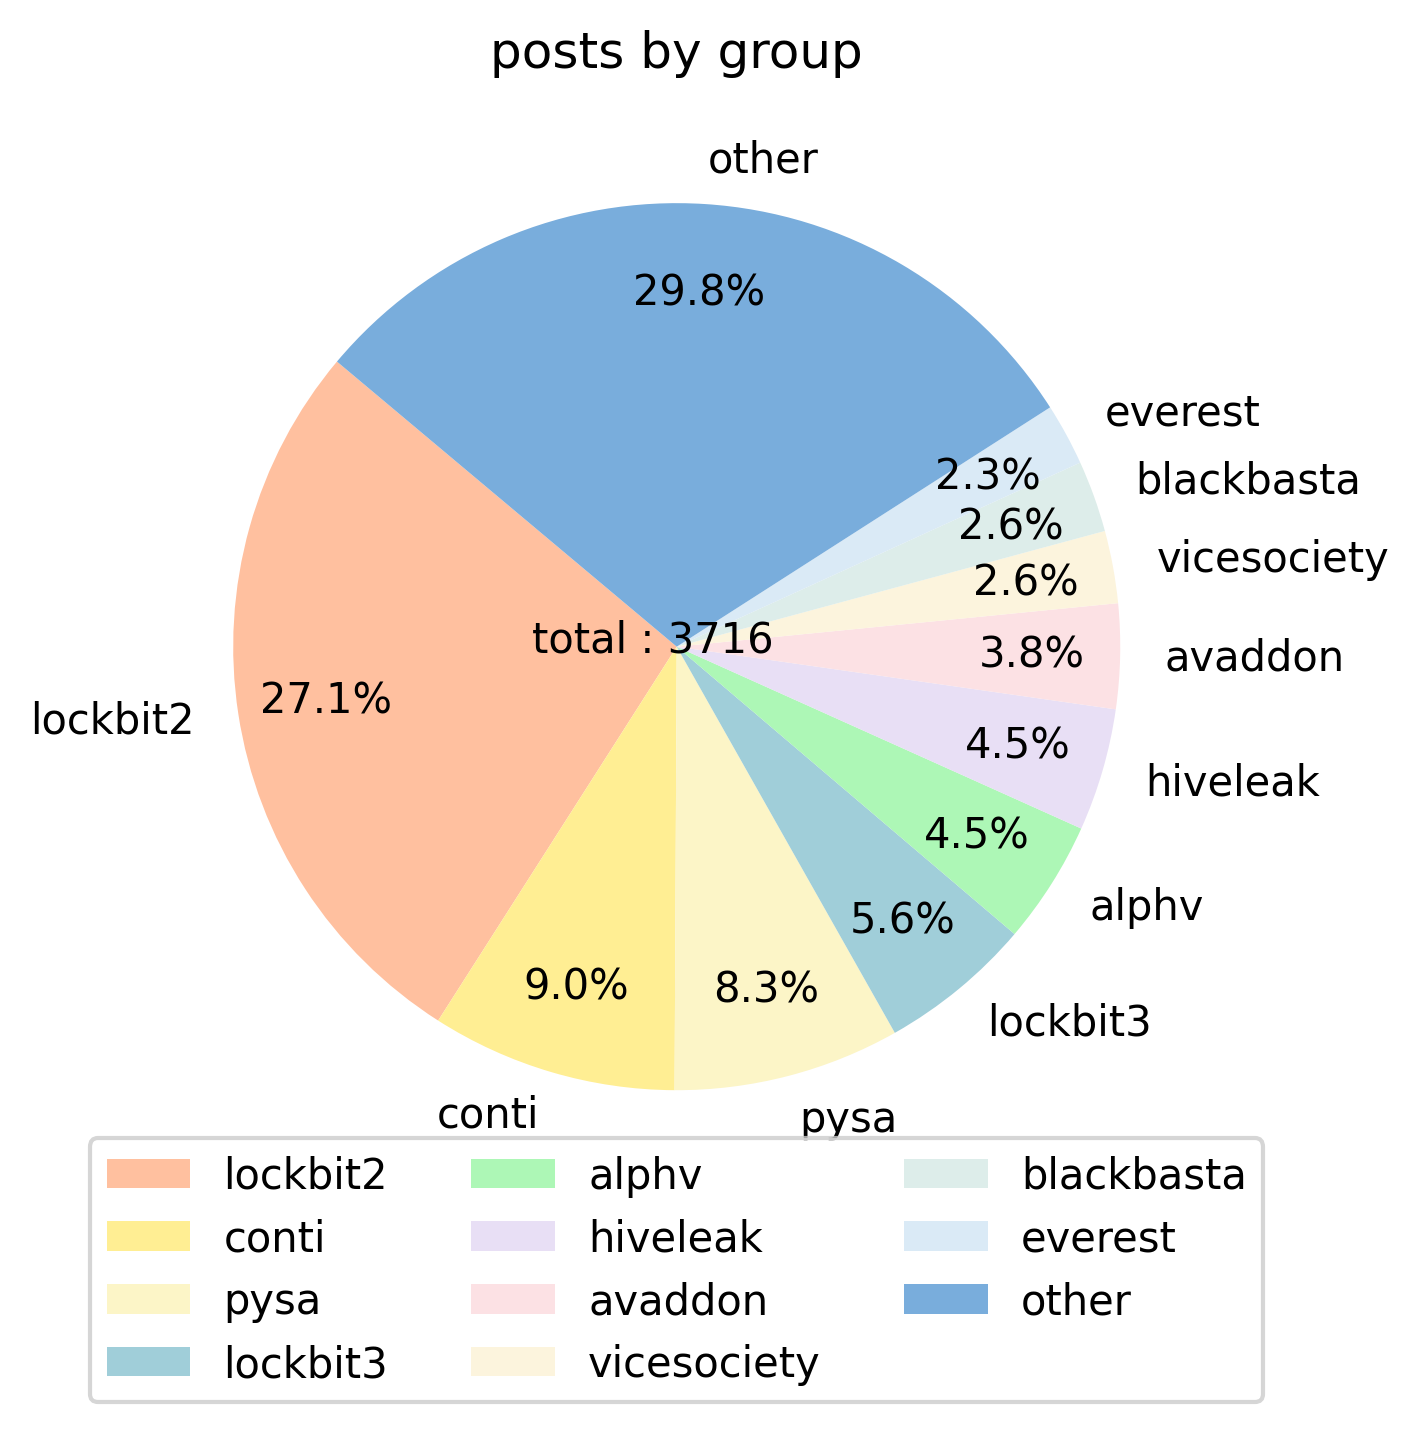 posts by group
other
29.8%
everest
2.3%
blackbasta
2.6%
vicesociety
2.6%
total : 3716
avaddon
3.8%
lockbit2
27.1%
hiveleak
4.5%
alphv
4.5%
lockbit3
5.6%
conti
9.0%
pysa
8.3%
lockbit2
conti
pysa
lockbit3
alphv
hiveleak
avaddon
vicesociety
blackbasta
everest
other